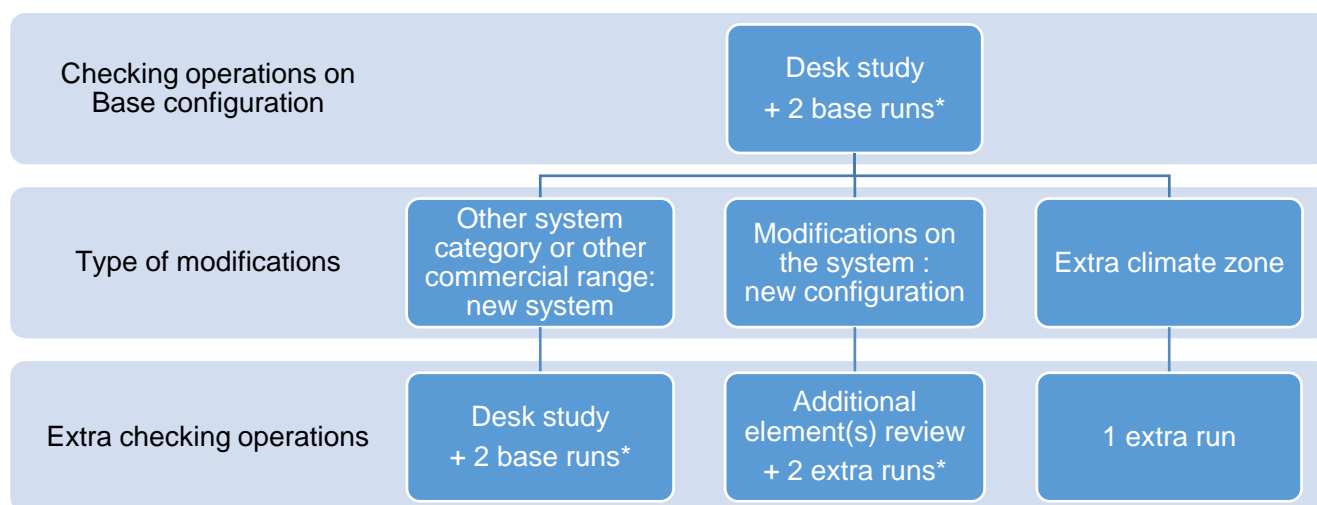 Checking operations on
Base configuration
Desk study
+ 2 base runs*
Type of modifications
Other system
category or other
commercial range:
new system
Modifications on
the system :
new configuration
Extra climate zone
Extra checking operations
Desk study
+ 2 base runs*
Additional
element(s) review
+ 2 extra runs*
1 extra run